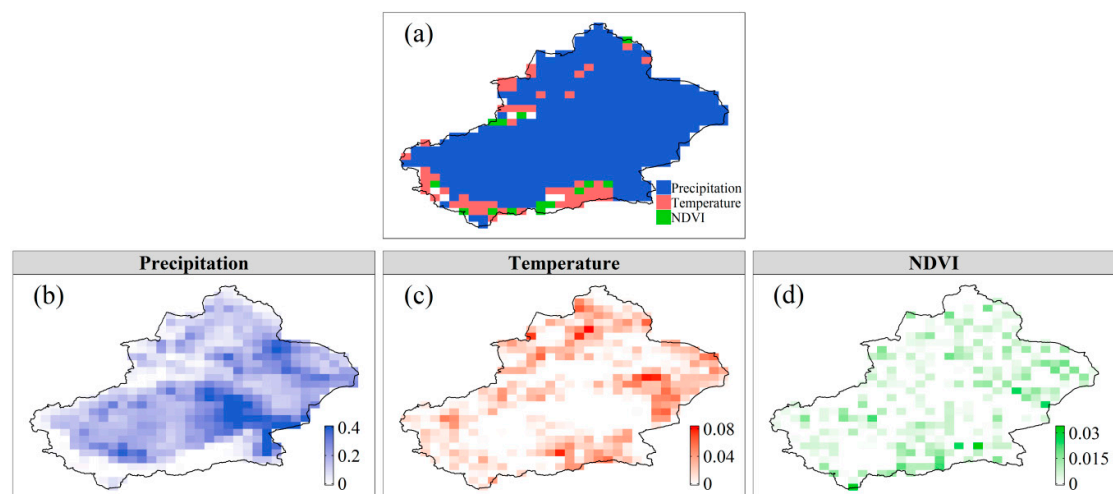 (a)
Precipitation
Temperature
NDVI
Precipitation
Temperature
NDVI
(b)
(c)
(d)
0.4
0.2
0
0.08
0.04
0
0.03
0.015
0